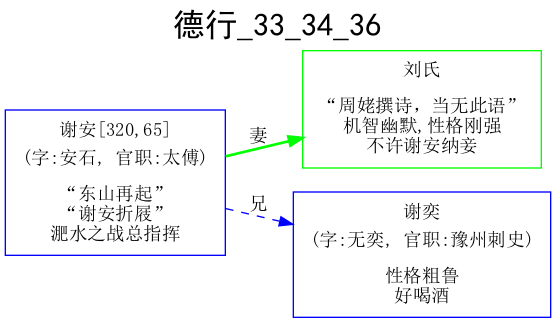 德行_33_34_36
谢安[320,65]
(字:安石, 官职:太傅)
“东山再起”
“谢安折屐”
淝水之战总指挥
妻
兄
刘氏
“周姥撰诗，当无此语”
机智幽默,性格刚强
不许谢安纳妾
谢奕
(字:无奕, 官职:豫州刺史)
性格粗鲁
好喝酒